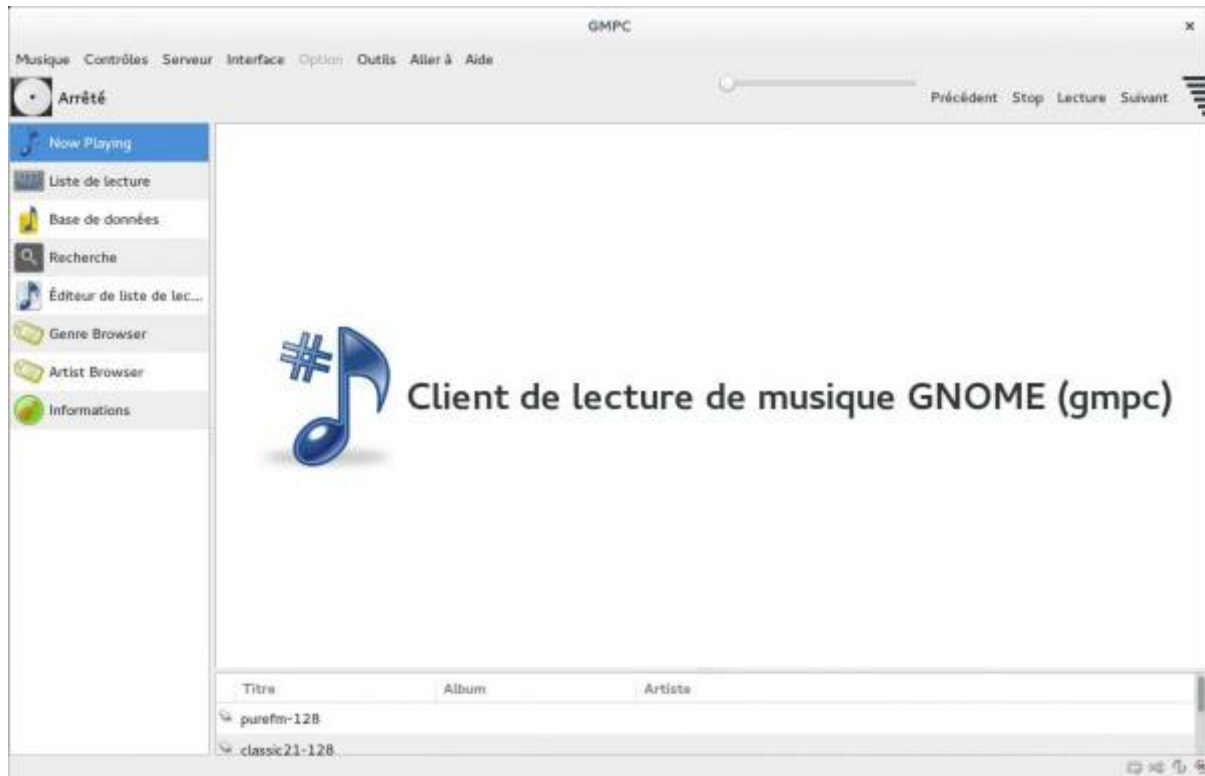 GMPC
Musique Contrôles Serveur Interface Option Outils Aller à Aide
Arrêté
Précédent Stop Lecture Suivant
Now Playing
Liste de lecture
Base de données
Recherche
Éditeur de liste de lec...
Genre Browser
Artist Browser
Informations
Client de lecture de musique GNOME (gmpc)
Titre Album Artiste
purefm-128
classic21-128